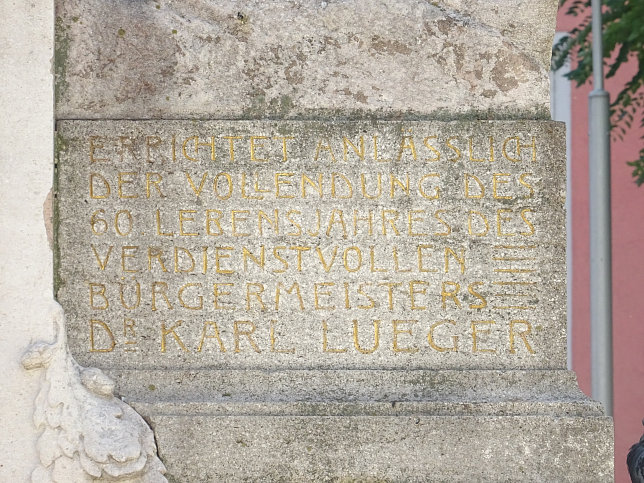 ERRICHTET ANLÄSSLICH
DER VOLLENDUNG DES
60 LEBENSJAHRES DES
VERDIENSTVOLLEN
BÜRGERMEISTERS
DR KARL LUEGER